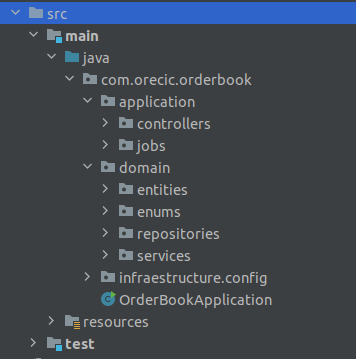 src
main
java
com.orecic.orderbook
application
controllers
jobs
domain
entities
enums
repositories
services
infraestructure.config
OrderBookApplication
resources
test